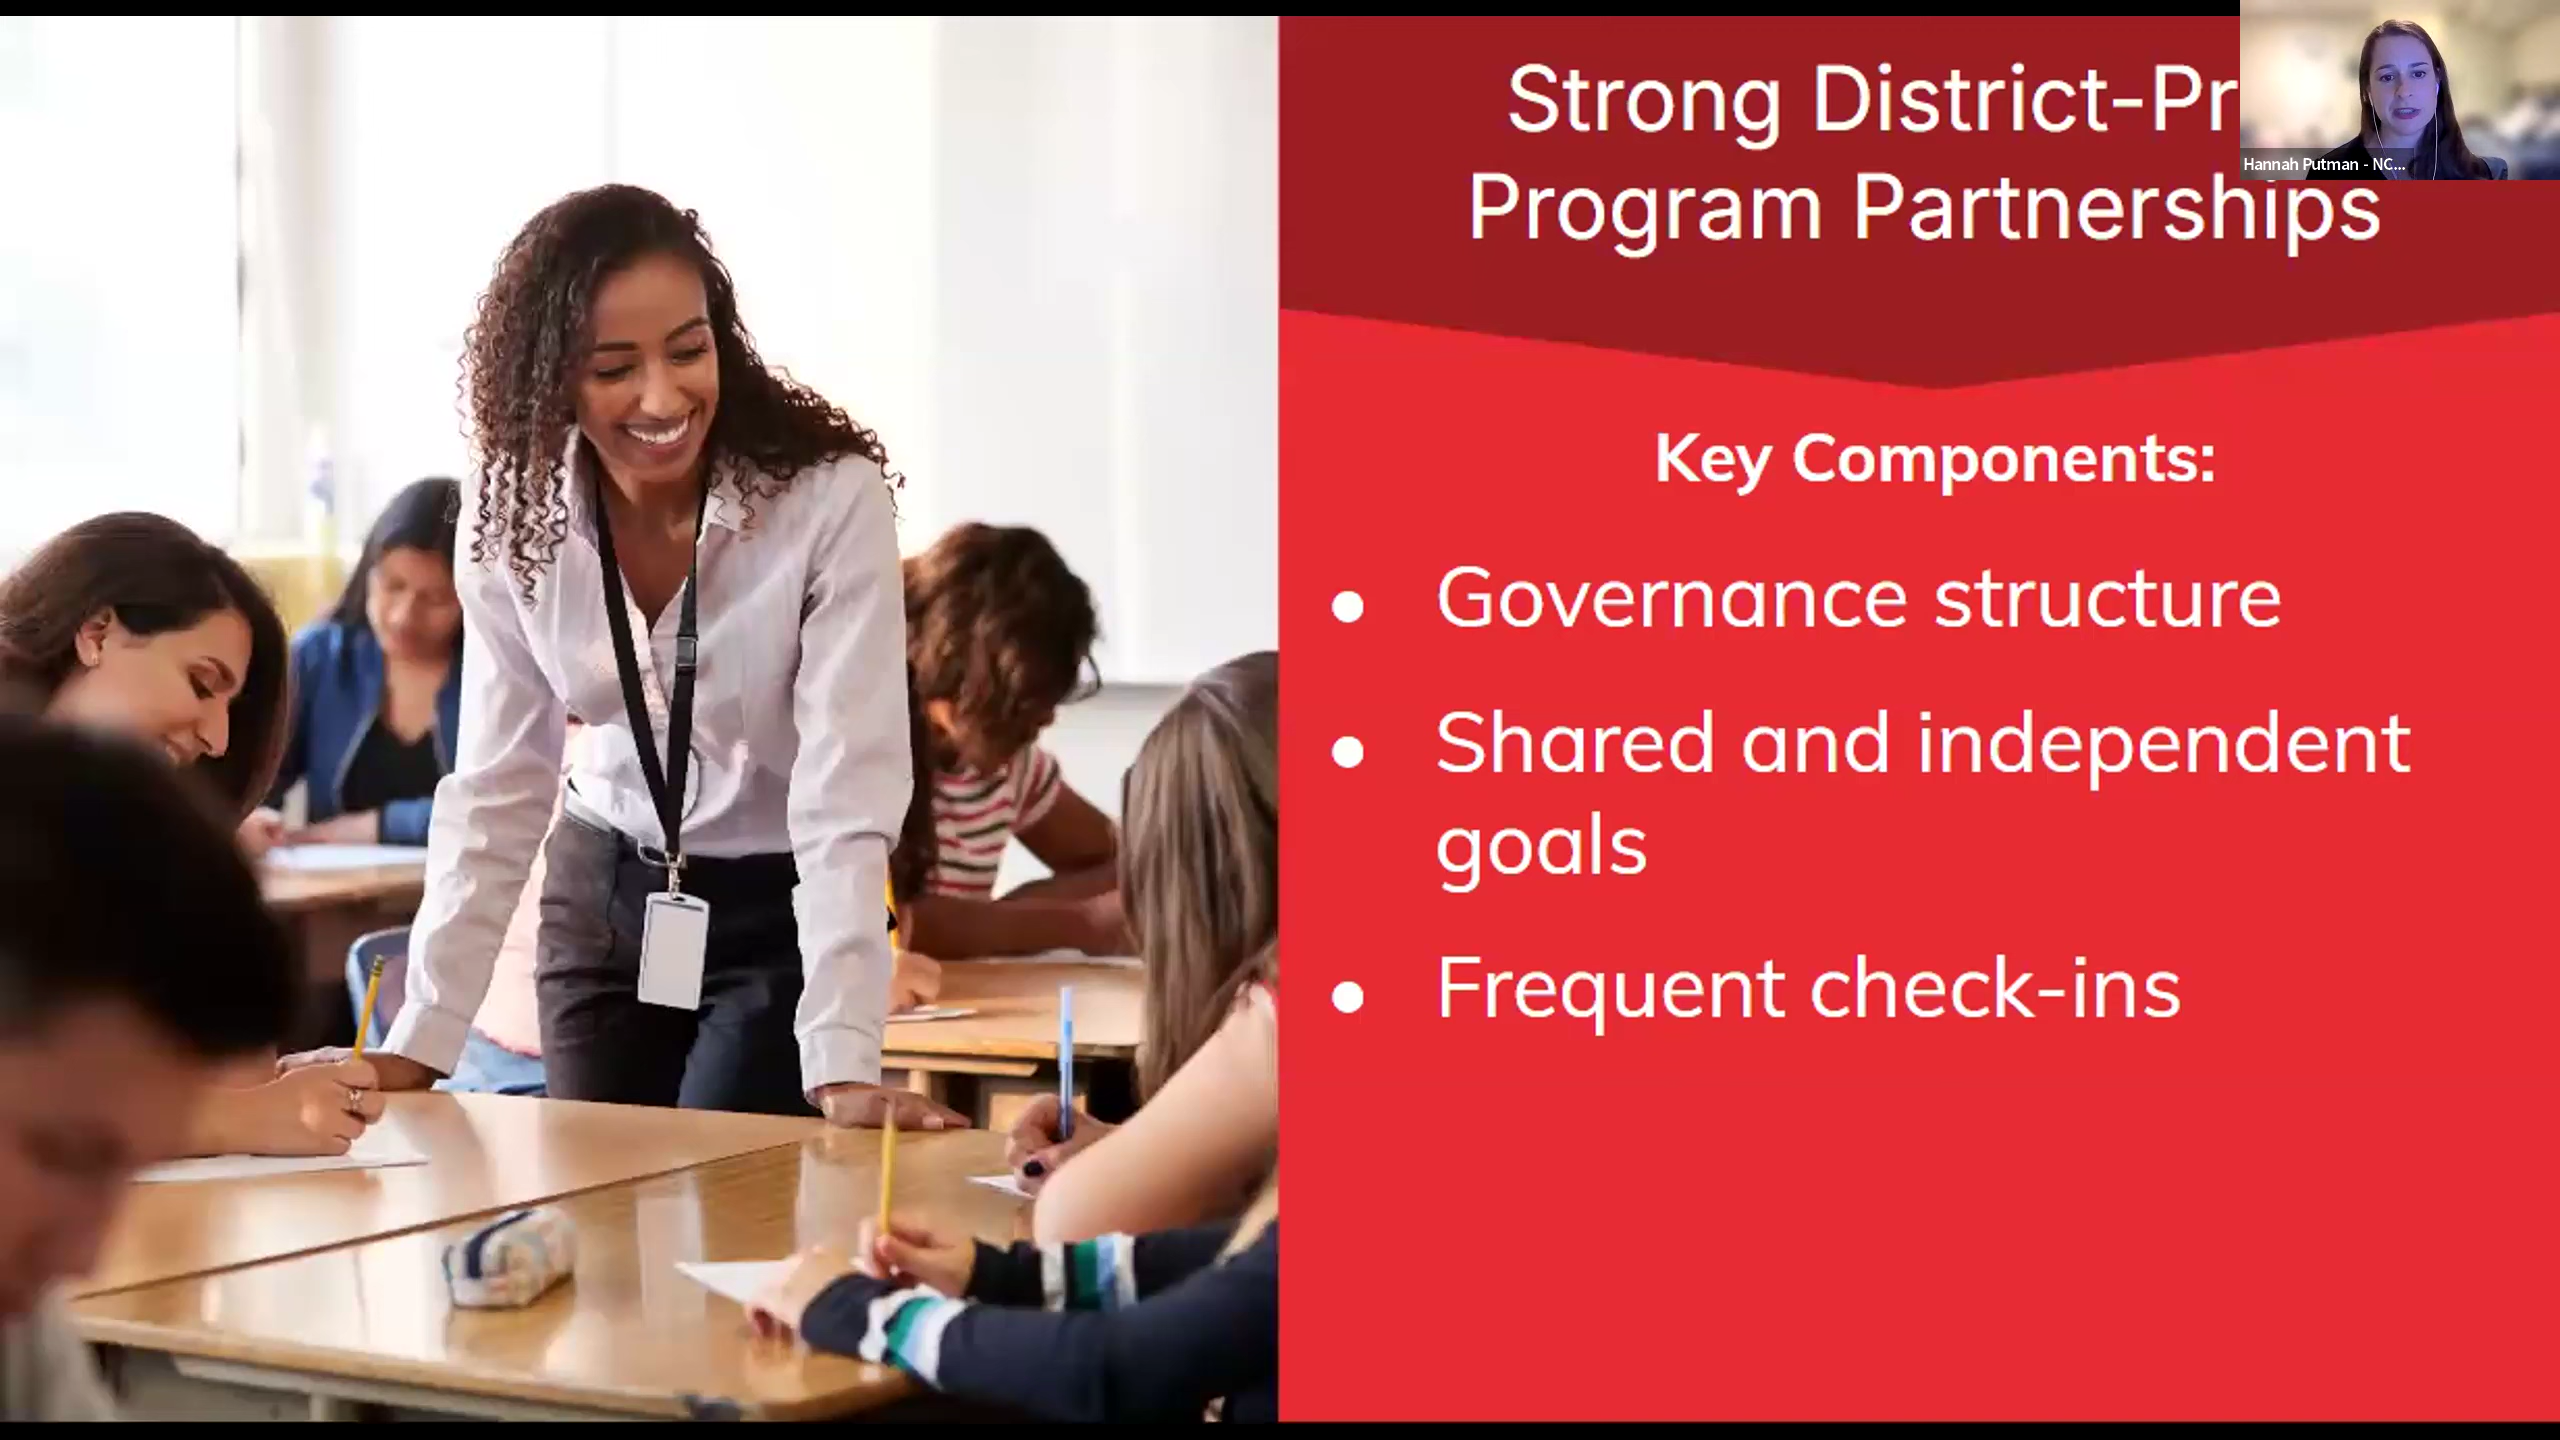 Strong District-Pr
Hannah Putman - NC...
Program Partnerships
Key Components:
Governance structure
Shared and independent
goals
Frequent check-ins